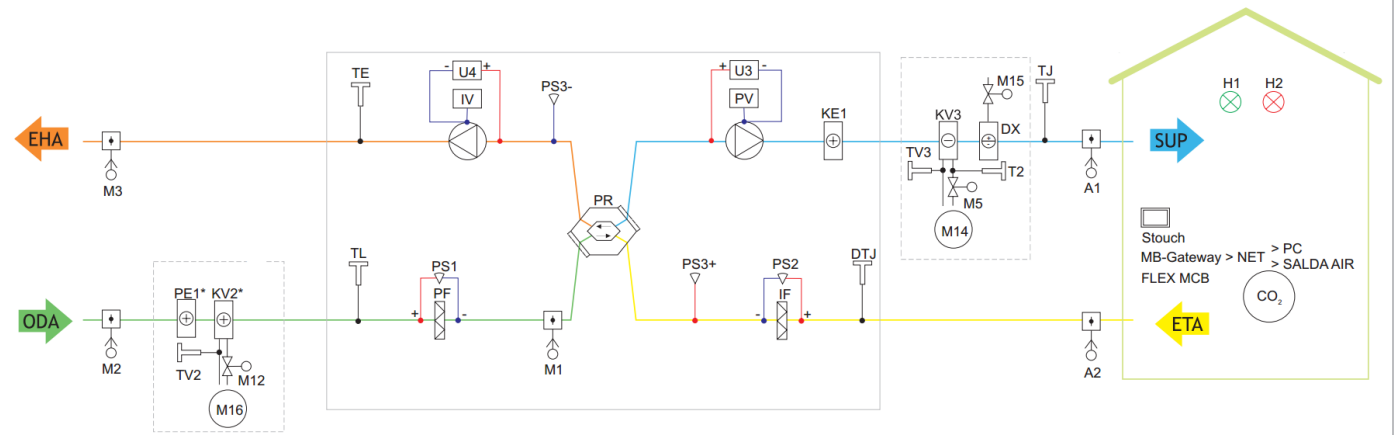 TE
- U4 +
IV
PS3-
+ U3 -
PV
KE1
KV3
M15
DX
TJ
H1 H2
EHA
M3
TV3
T2
M5
M14
A1
SUP
PR
TL
PS1
PF
+ -
M1
PS3+
PS2
IF
- +
DTJ
Stouch
MB-Gateway > NET > PC
> SALDA AIR
FLEX MCB
CO2
ODA
M2
PE1* KV2*
TV2
M12
M16
A2
ETA